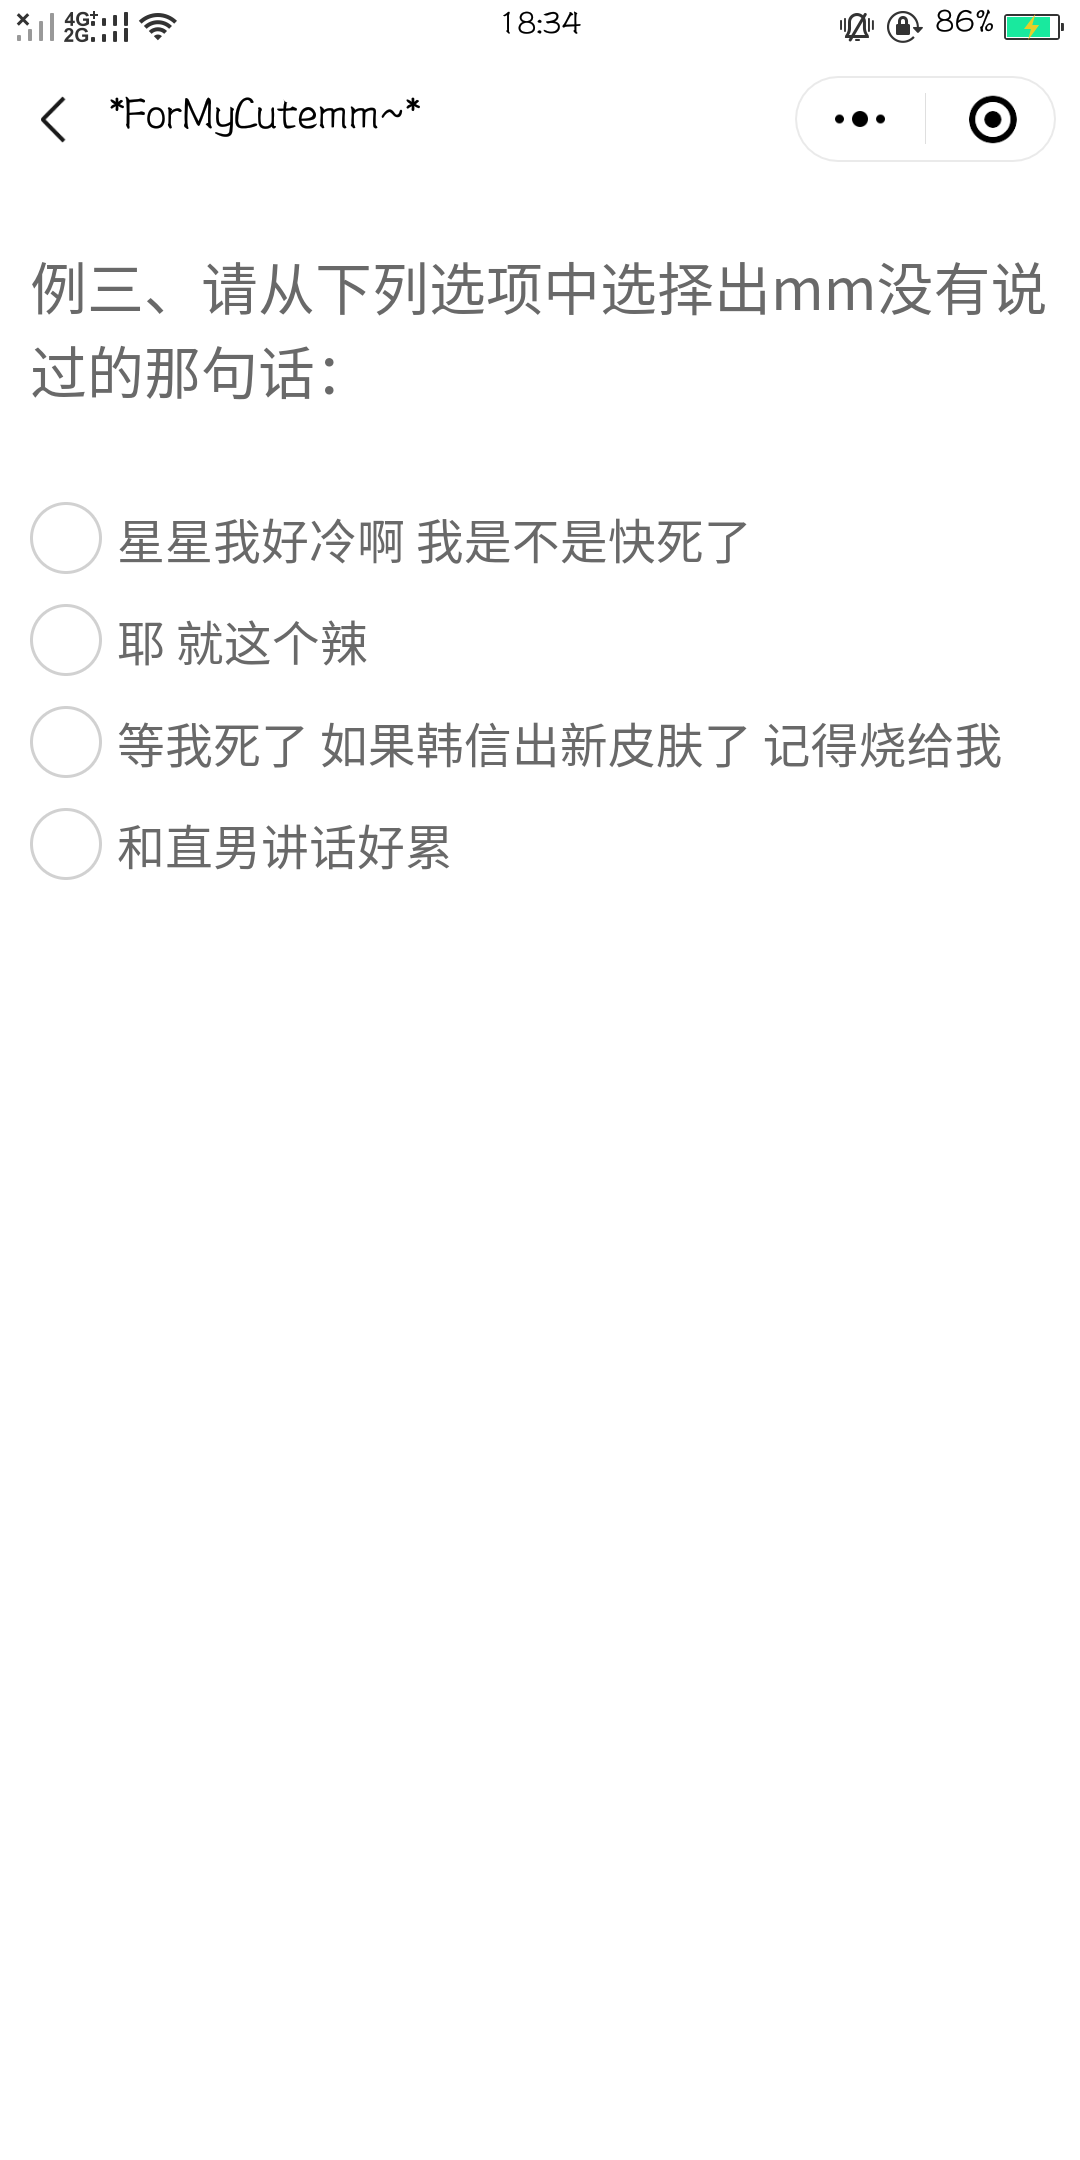 4G+
2G
18:34
86%
*ForMyCutemm~*
例三、请从下列选项中选择出mm没有说
过的那句话：
星星我好冷啊 我是不是快死了
耶 就这个辣
等我死了 如果韩信出新皮肤了 记得烧给我
和直男讲话好累